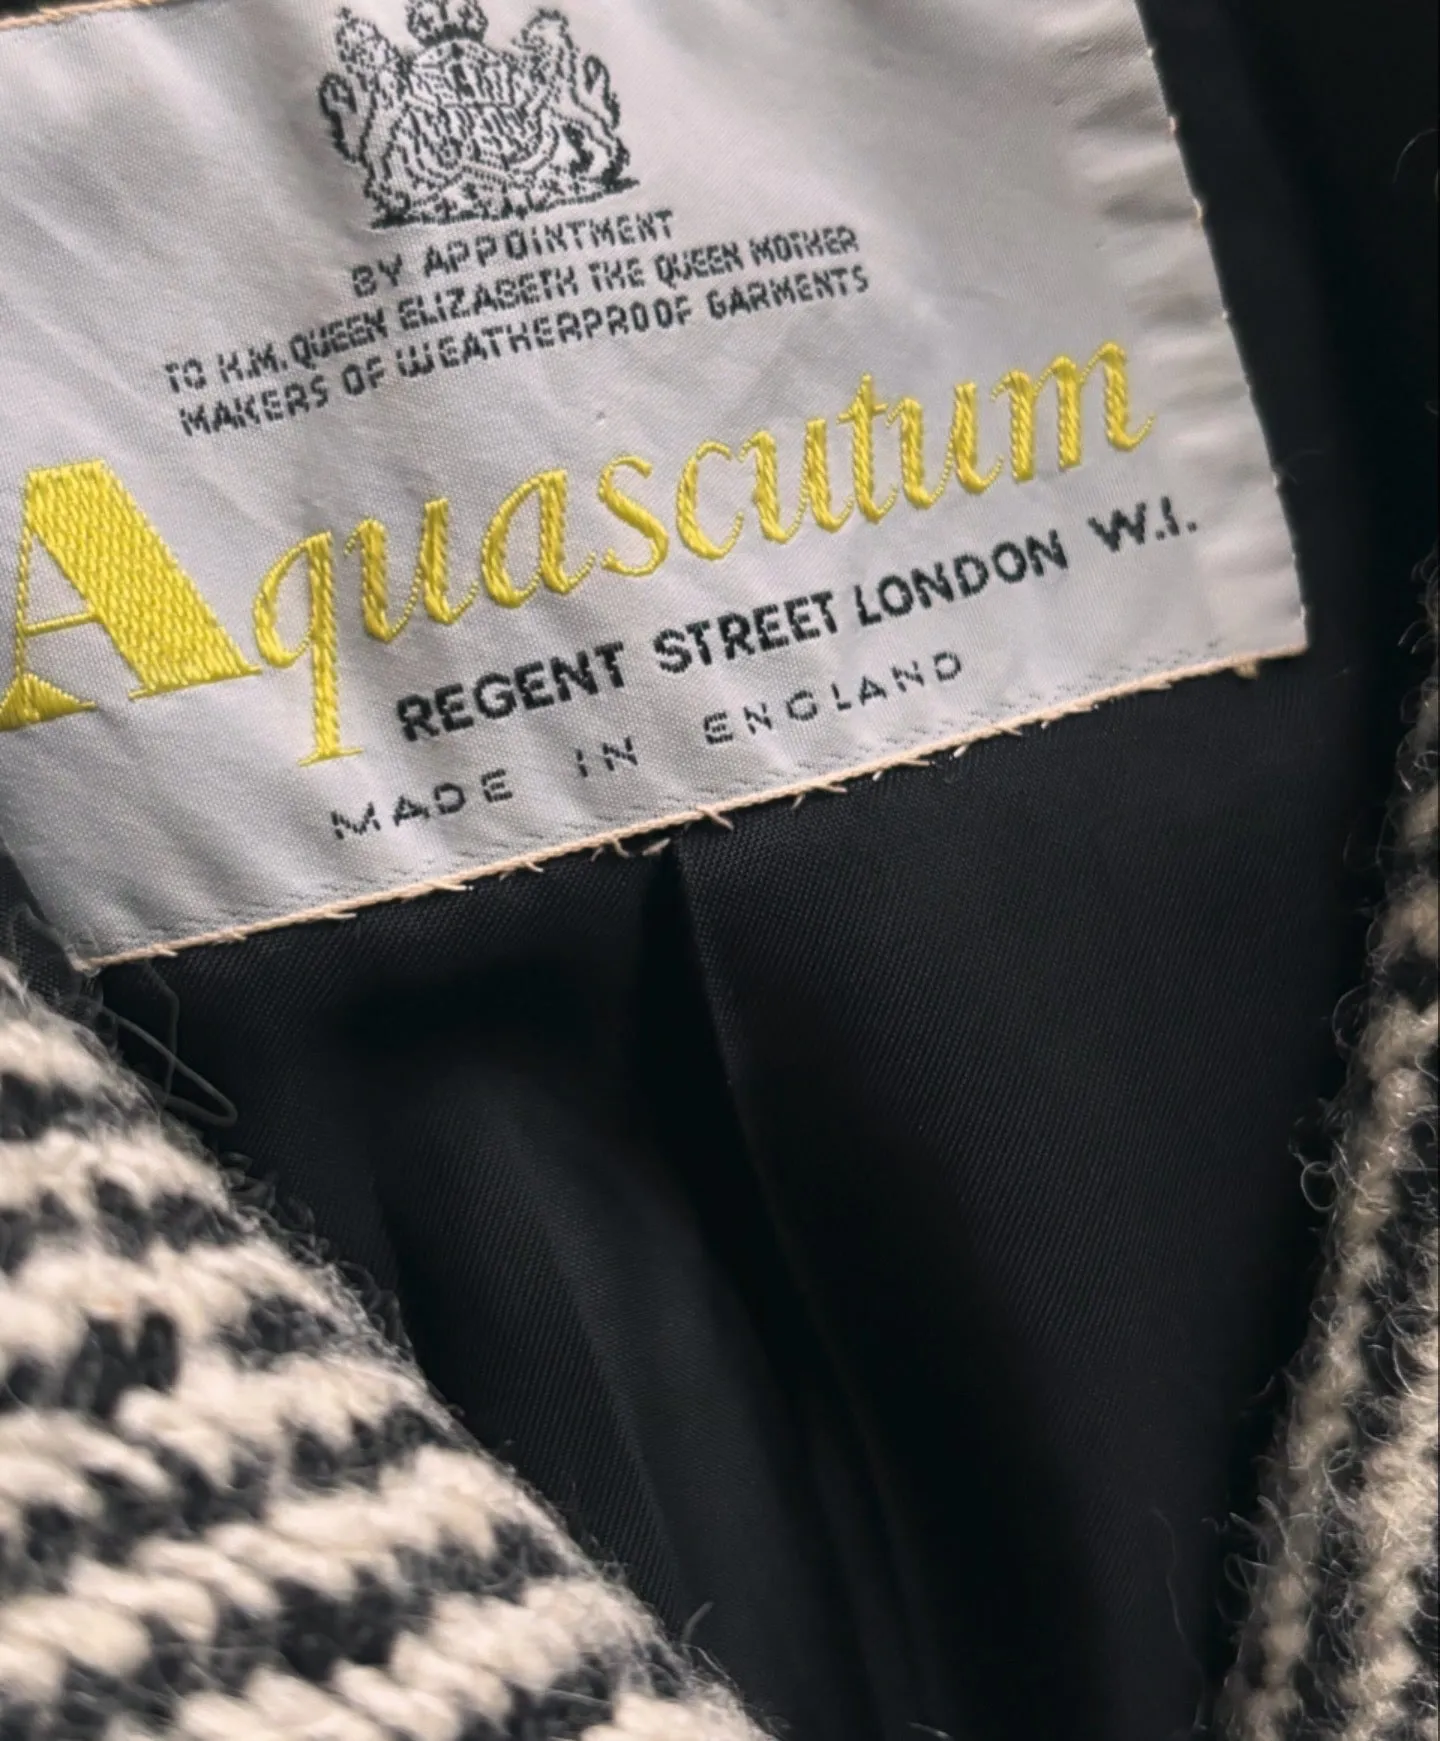 BY APPOINTMENT
TO H.M. QUEEN ELIZABETH THE QUEEN MOTHER
MAKERS OF WEATHERPROOF GARMENTS
Aquascutum
REGENT STREET LONDON W.I.
MADE IN ENGLAND